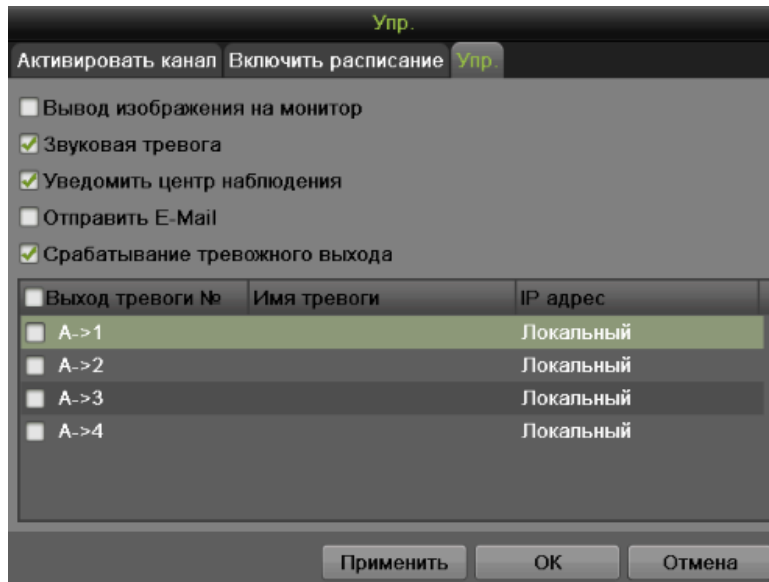 Упр.
Активировать канал Включить расписание Упр.
Вывод изображения на монитор
Звуковая тревога
Уведомить центр наблюдения
Отправить E-Mail
Срабатывание тревожного выхода
Выход тревоги № Имя тревоги IP адрес
A->1 Локальный
A->2 Локальный
A->3 Локальный
A->4 Локальный
Применить OK Отмена